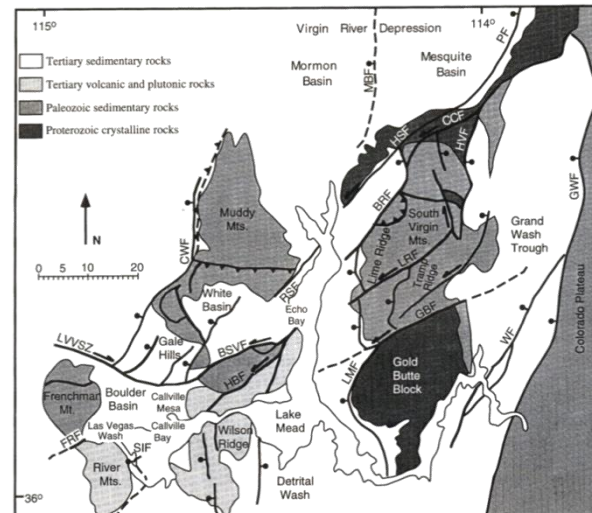 115°
114°
Virgin River Depression
Tertiary sedimentary rocks
Tertiary volcanic and plutonic rocks
Paleozoic sedimentary rocks
Proterozoic crystalline rocks
Mormon
Basin
MBF
Mesquite
Basin
PF
CCF
HSF
HVF
N
0 5 10 20
CWF
Muddy
Mts.
BRF
South
Virgin
Mts.
Lime Ridge
LRF
Tramp
Ridge
Grand
Wash
Trough
GWF
Colorado Plateau
White
Basin
RSF
Echo
Bay
GBF
WF
LVVSZ
Gale
Hills
BSVF
HBF
LMF
Gold
Butte
Block
Frenchman
Mt.
Boulder
Basin
Callville
Mesa
Las Vegas
Wash
Callville
Bay
Lake
Mead
FRF
SIF
Wilson
Ridge
River
Mts.
Detrital
Wash
36°